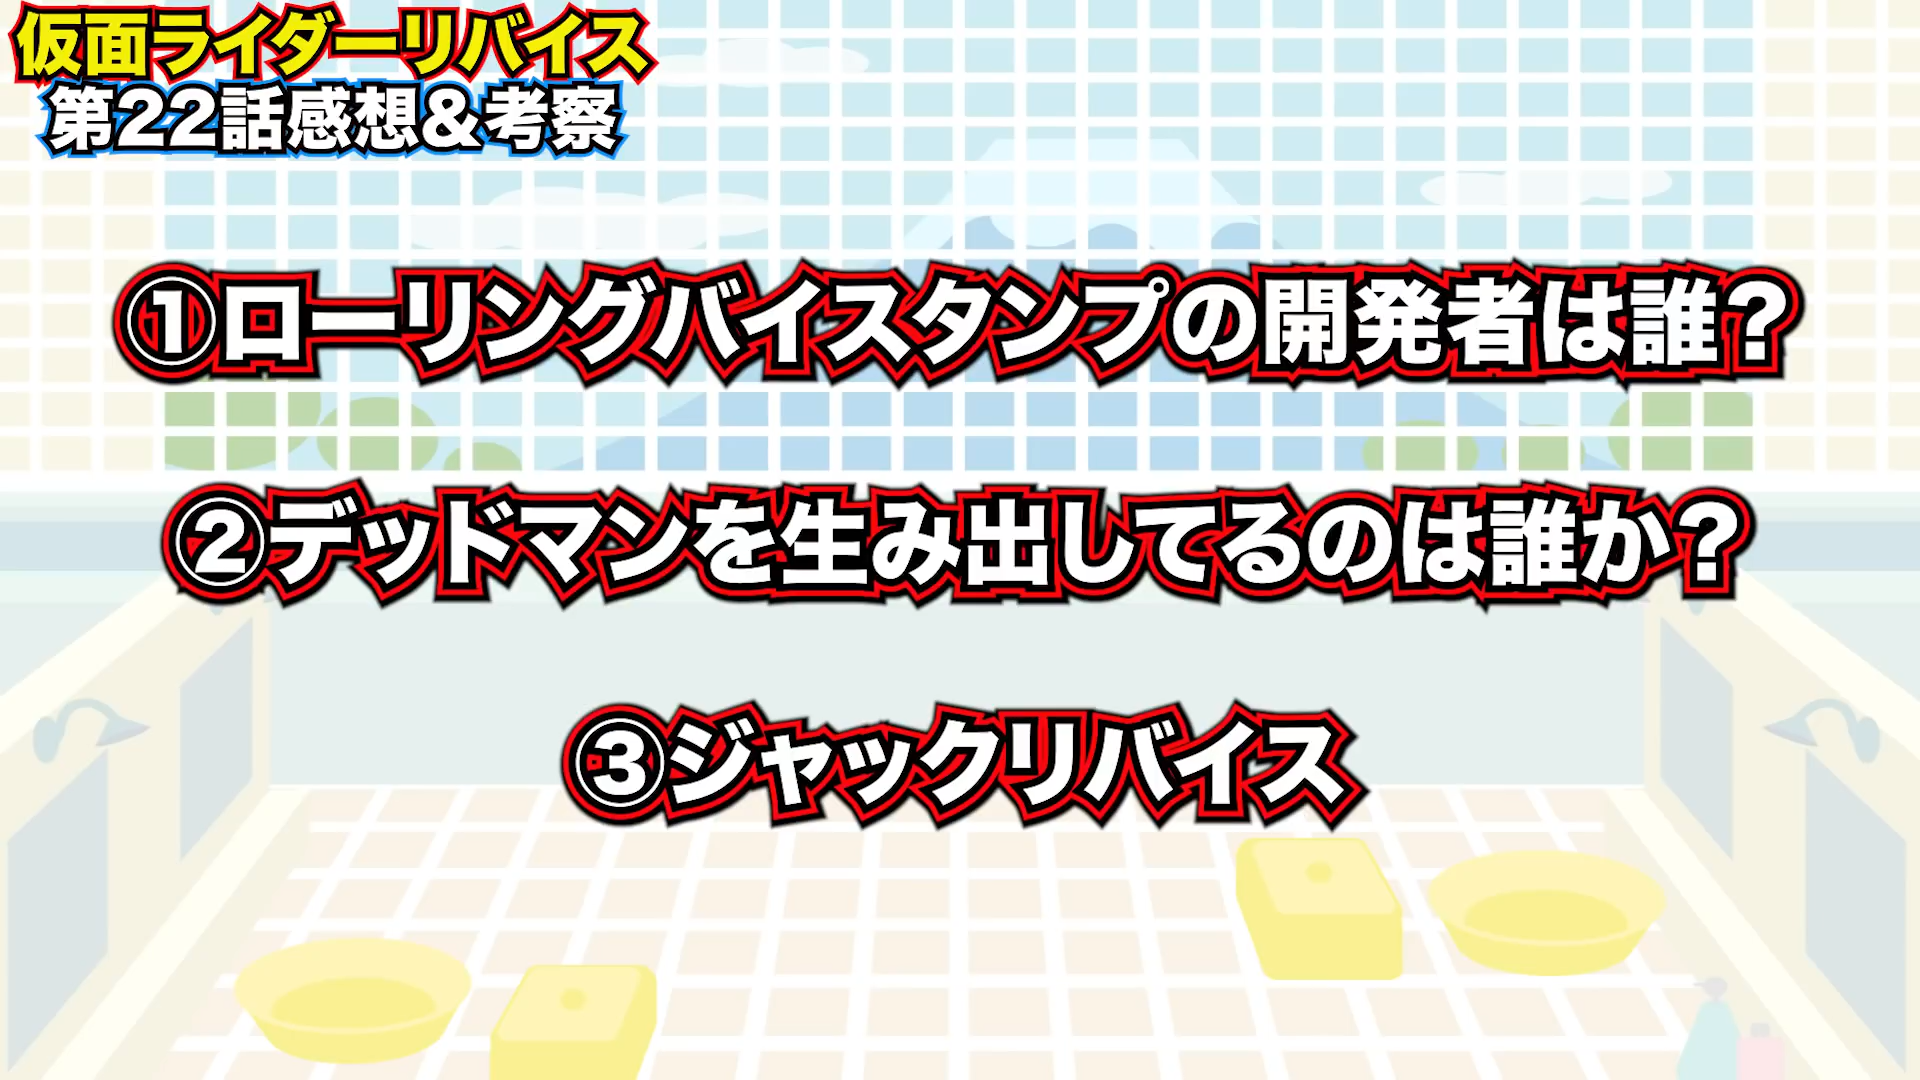 仮面ライダーリバイス
第22話感想&考察
①ローリングバイスタンプの開発者は誰?
②デッドマンを生み出してるのは誰か?
③ジャックリバイス